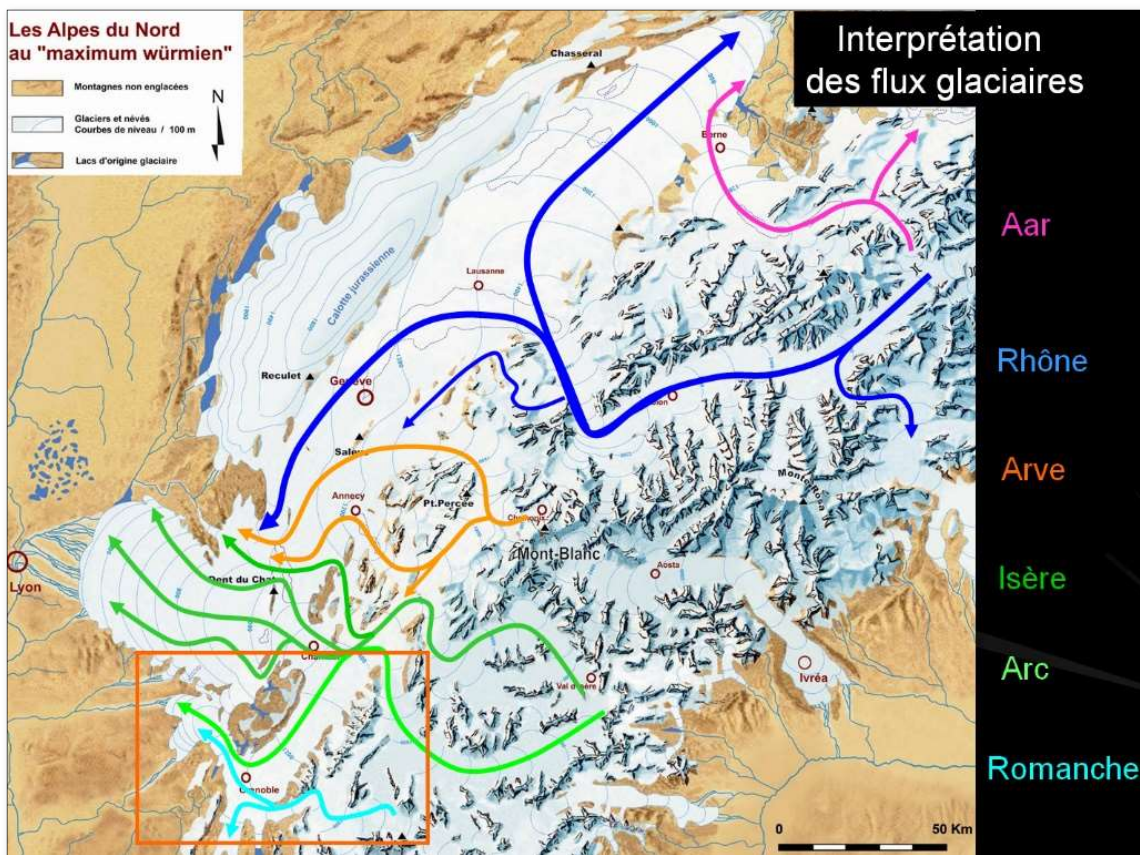 Les Alpes du Nord
au "maximum würmien"
Montagnes non englacées
Glaciers et névés
Courbes de niveau / 100 m
Lacs d'origine glaciaire
N
Interprétation
des flux glaciaires
Chasseral
Berne
Aar
Lausanne
Calotte jurassienne
Rhône
Reculet
Genève
Salève
Arve
Annecy
Pt.Percée
Chamonix
Mont-Blanc
Aosta
Lyon
Dent du Chat
Isère
Arc
Val d'Isère
Ivréa
Romanche
Grenoble
0
50 Km